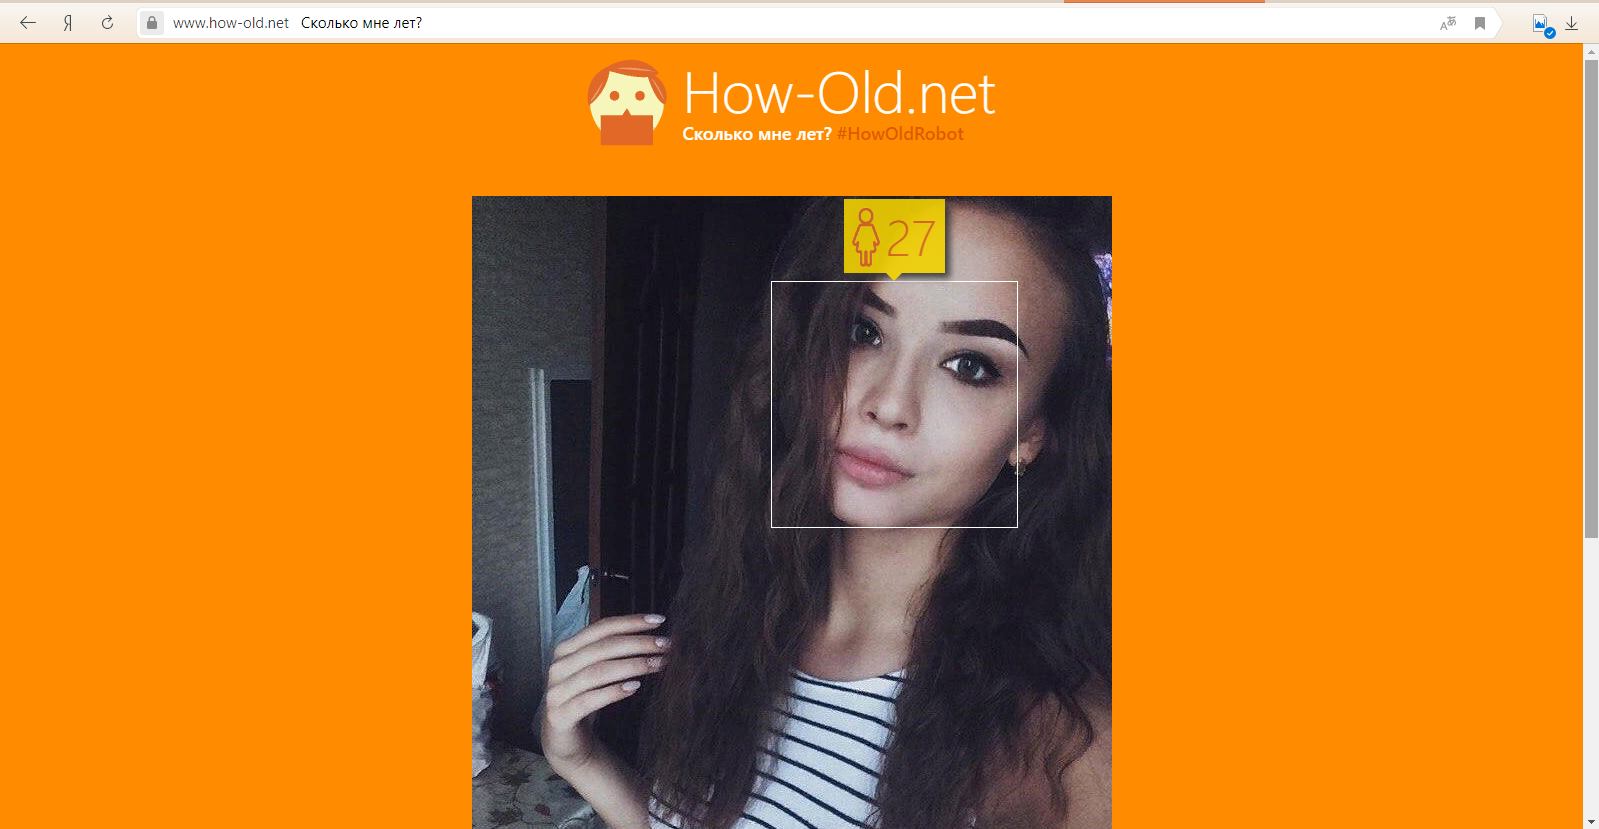 Я www.how-old.net Сколько мне лет?
How-Old.net
Сколько мне лет? #HowOldRobot
27